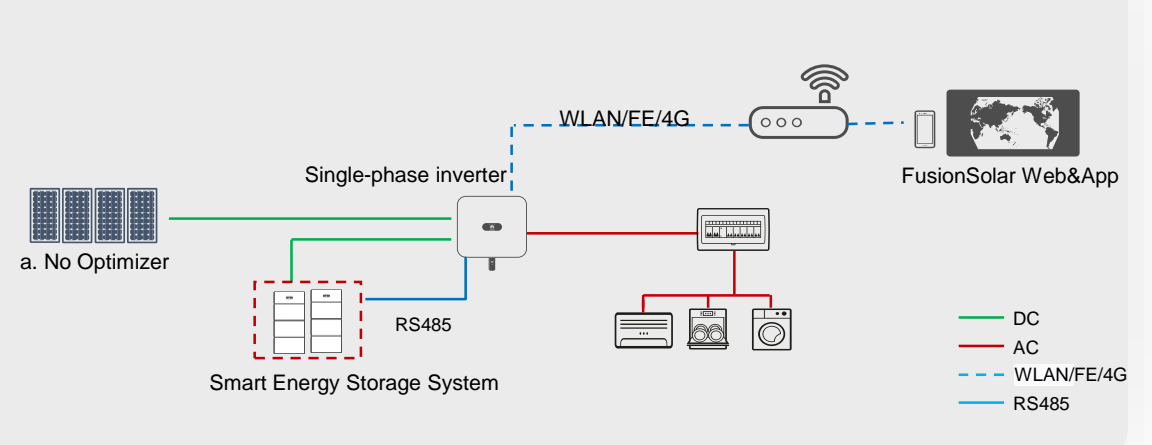 WLAN/FE/4G
FusionSolar Web&App
Single-phase inverter
a. No Optimizer
RS485
Smart Energy Storage System
DC
AC
WLAN/FE/4G
RS485